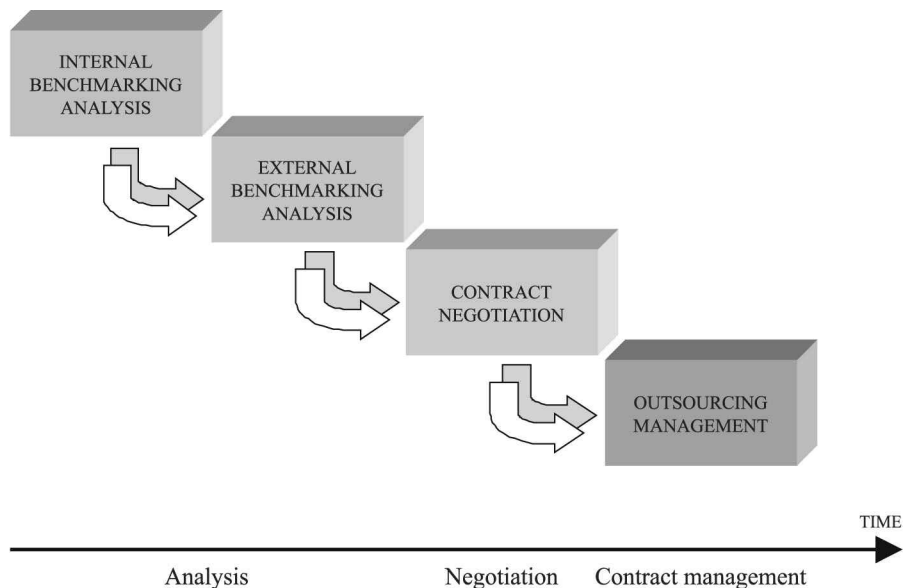 INTERNAL
BENCHMARKING
ANALYSIS
EXTERNAL
BENCHMARKING
ANALYSIS
CONTRACT
NEGOTIATION
OUTSOURCING
MANAGEMENT
TIME
Analysis
Negotiation
Contract management